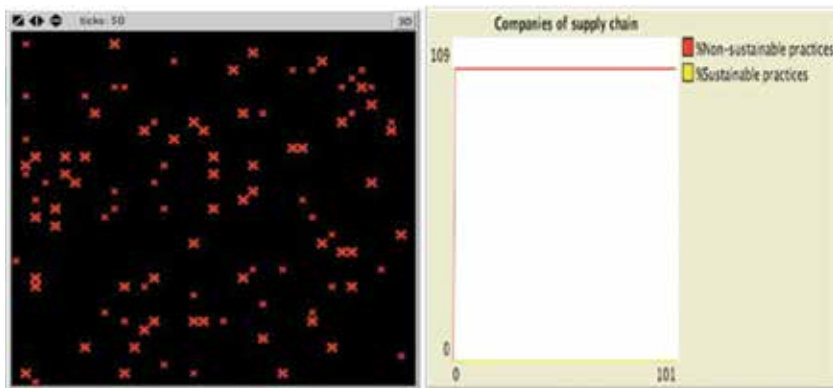 ticks: 50
3D
Companies of supply chain
109
0
0
101
%Non-sustainable practices
%Sustainable practices